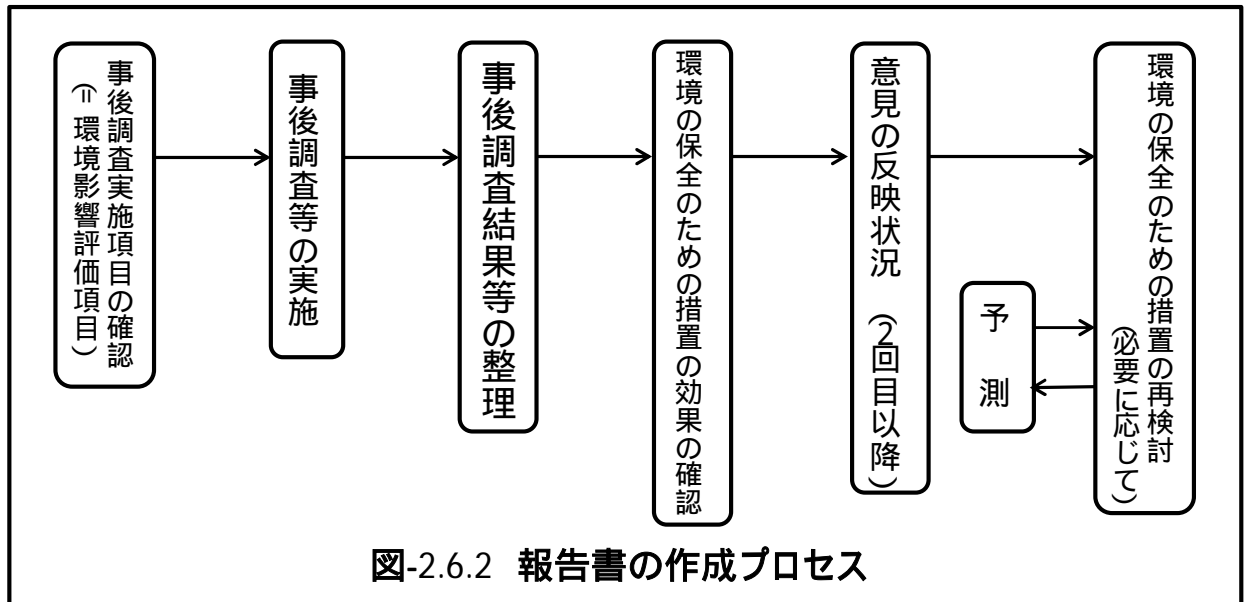 事後調査実施項目の確認
(=環境影響評価項目)
事後調査等の実施
事後調査結果等の整理
環境の保全のための措置の効果の確認
意見の反映状況 (2回目以降)
予測
環境の保全のための措置の再検討
(必要に応じて)
図-2.6.2 報告書の作成プロセス